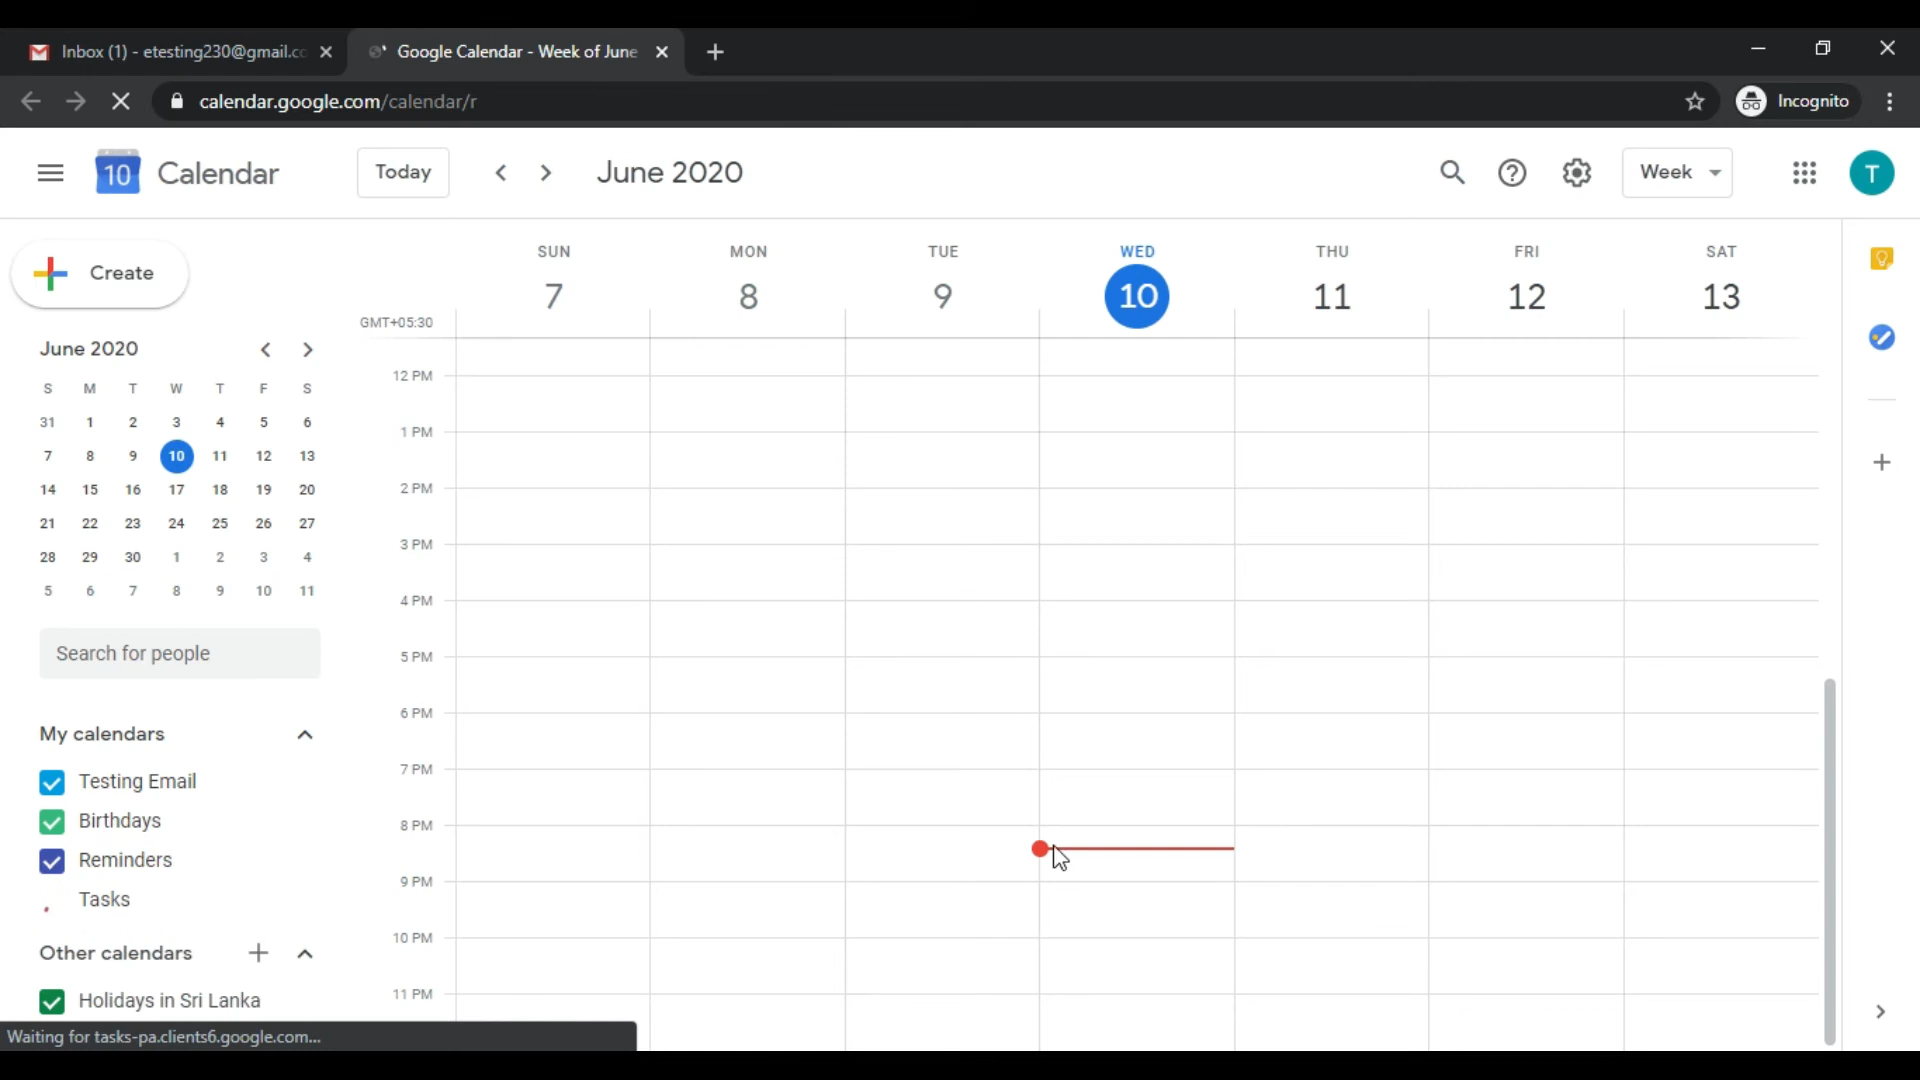 Inbox (1) - etesting230@gmail.cc
Google Calendar - Week of June
calendar.google.com/calendar/r
Incognito
10 Calendar
Today
June 2020
Week
T
Create
SUN MON TUE WED THU FRI SAT
7 8 9 10 11 12 13
GMT+05:30
June 2020
S M T W T F S
31 1 2 3 4 5 6
7 8 9 10 11 12 13
14 15 16 17 18 19 20
21 22 23 24 25 26 27
28 29 30 1 2 3 4
5 6 7 8 9 10 11
Search for people
My calendars
Testing Email
Birthdays
Reminders
Tasks
Other calendars
Holidays in Sri Lanka
12 PM
1 PM
2 PM
3 PM
4 PM
5 PM
6 PM
7 PM
8 PM
9 PM
10 PM
11 PM
Waiting for tasks-pa.clients6.google.com...